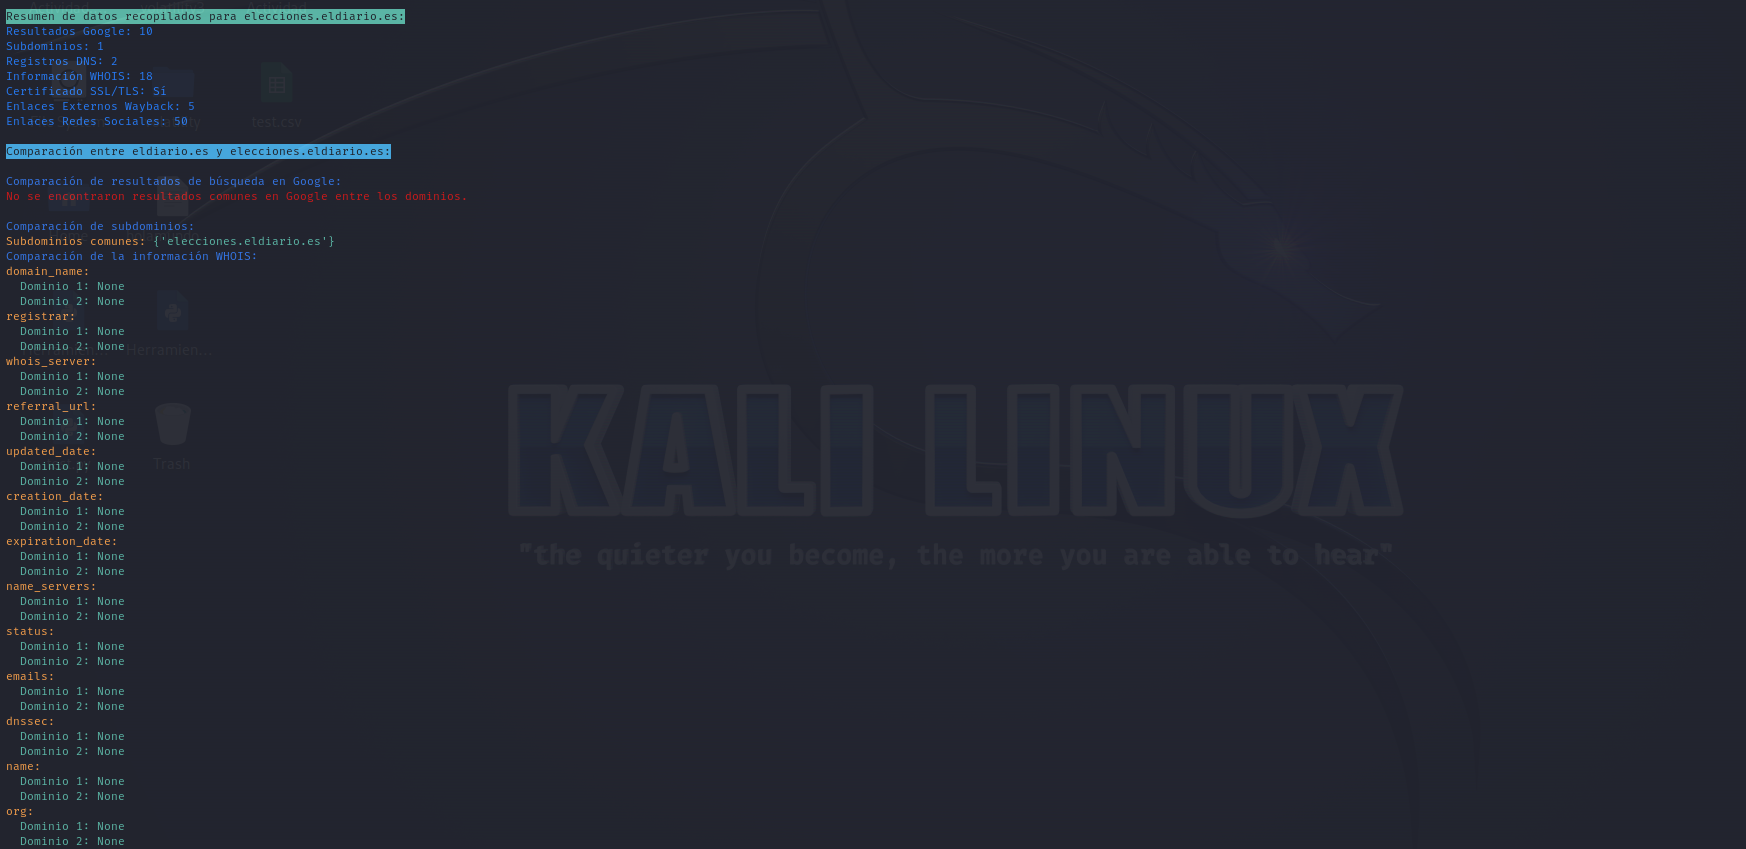 Resumen de datos recopilados para elecciones.eldiario.es:
Resultados Google: 10
Subdominios: 1
Registros DNS: 2
Información WHOIS: 18
Certificado SSL/TLS: Sí
Enlaces Externos Wayback: 5
Enlaces Redes Sociales: 50
test.csv
Comparación entre eldiario.es y elecciones.eldiario.es:
Comparación de resultados de búsqueda en Google:
No se encontraron resultados comunes en Google entre los dominios.
Comparación de subdominios:
Subdominios comunes: {'elecciones.eldiario.es'}
Comparación de la información WHOIS:
domain_name:
Dominio 1: None
Dominio 2: None
registrar:
Dominio 1: None
Dominio 2: None
Herramien...
whois_server:
Dominio 1: None
Dominio 2: None
referral_url:
Dominio 1: None
Dominio 2: None
updated_date:
Dominio 1: None
Dominio 2: None
Trash
creation_date:
Dominio 1: None
Dominio 2: None
expiration_date:
Dominio 1: None
Dominio 2: None
name_servers:
Dominio 1: None
Dominio 2: None
status:
Dominio 1: None
Dominio 2: None
emails:
Dominio 1: None
Dominio 2: None
dnssec:
Dominio 1: None
Dominio 2: None
name:
Dominio 1: None
Dominio 2: None
org:
Dominio 1: None
Dominio 2: None
KALI LINUX
"the quieter you become, the more you are able to hear"